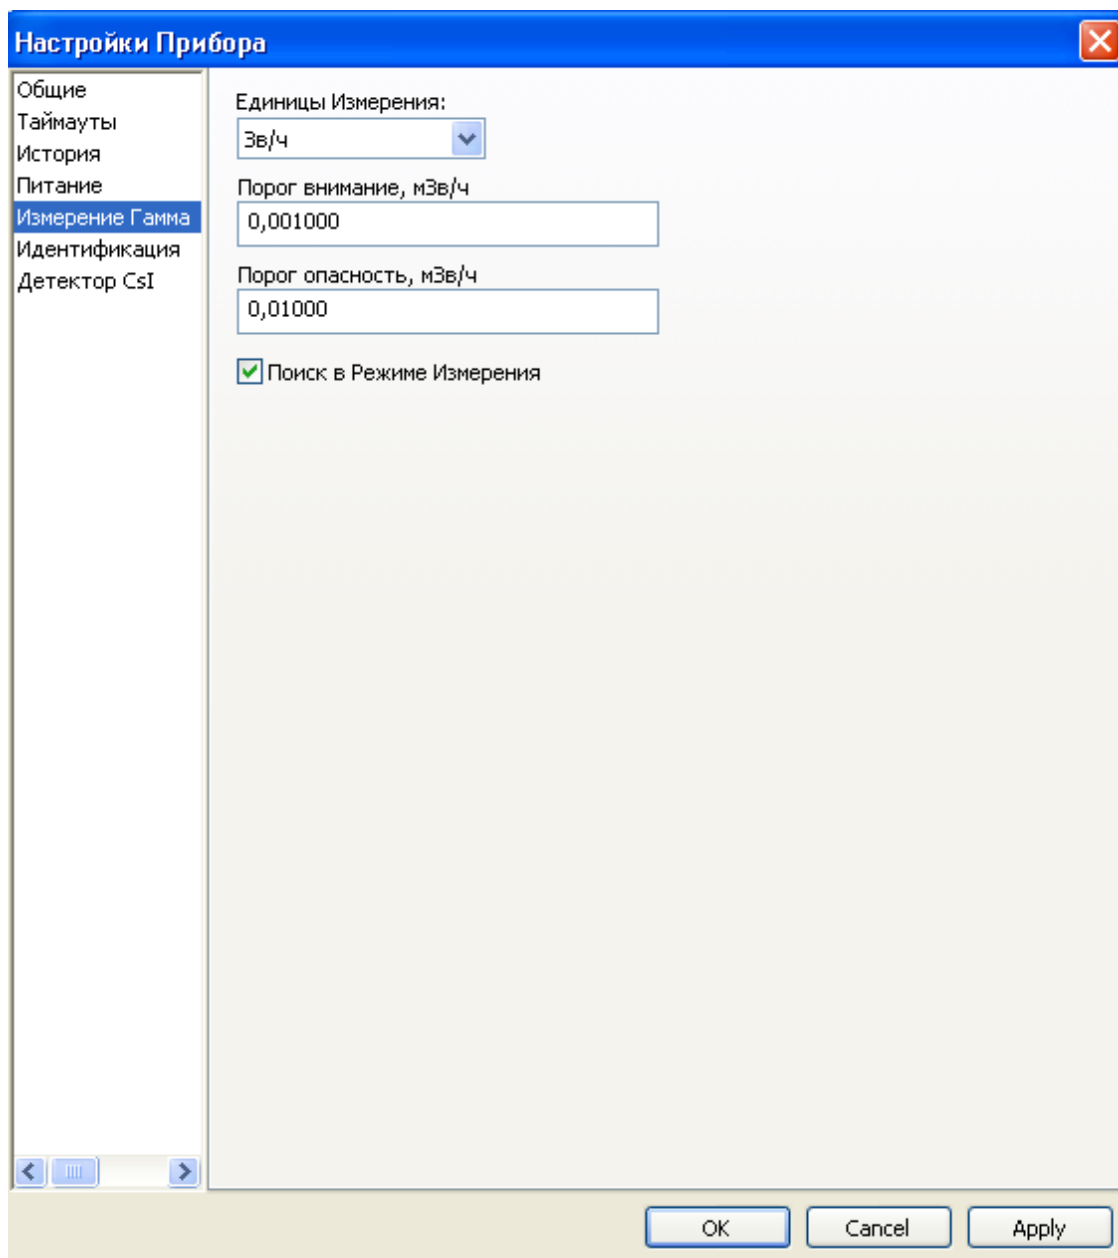 Настройки Прибора
Общие
Таймауты
История
Питание
Измерение Гамма
Идентификация
Детектор CsI
Единицы Измерения:
Зв/ч
Порог внимание, мЗв/ч
0,001000
Порог опасность, мЗв/ч
0,01000
Поиск в Режиме Измерения
OK
Cancel
Apply